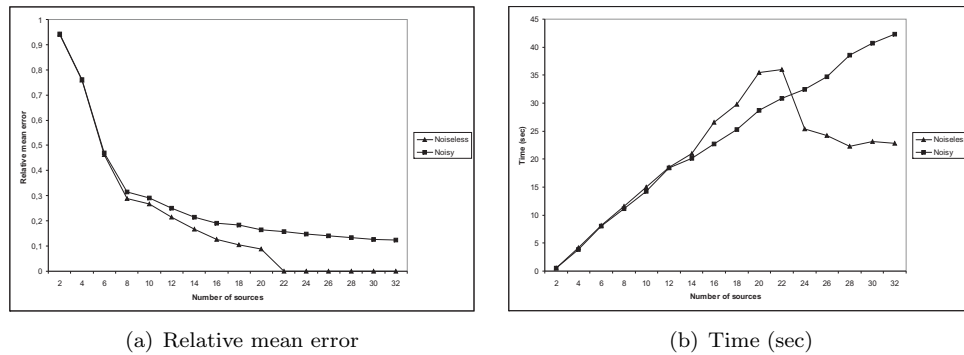 1
0,9
0,8
0,7
0,6
0,5
0,4
0,3
0,2
0,1
0
Relative mean error
2 4 6 8 10 12 14 16 18 20 22 24 26 28 30 32
Number of sources
Noiseless
Noisy
(a) Relative mean error
45
40
35
30
25
20
15
10
5
0
Time (sec)
2 4 6 8 10 12 14 16 18 20 22 24 26 28 30 32
Number of sources
Noiseless
Noisy
(b) Time (sec)